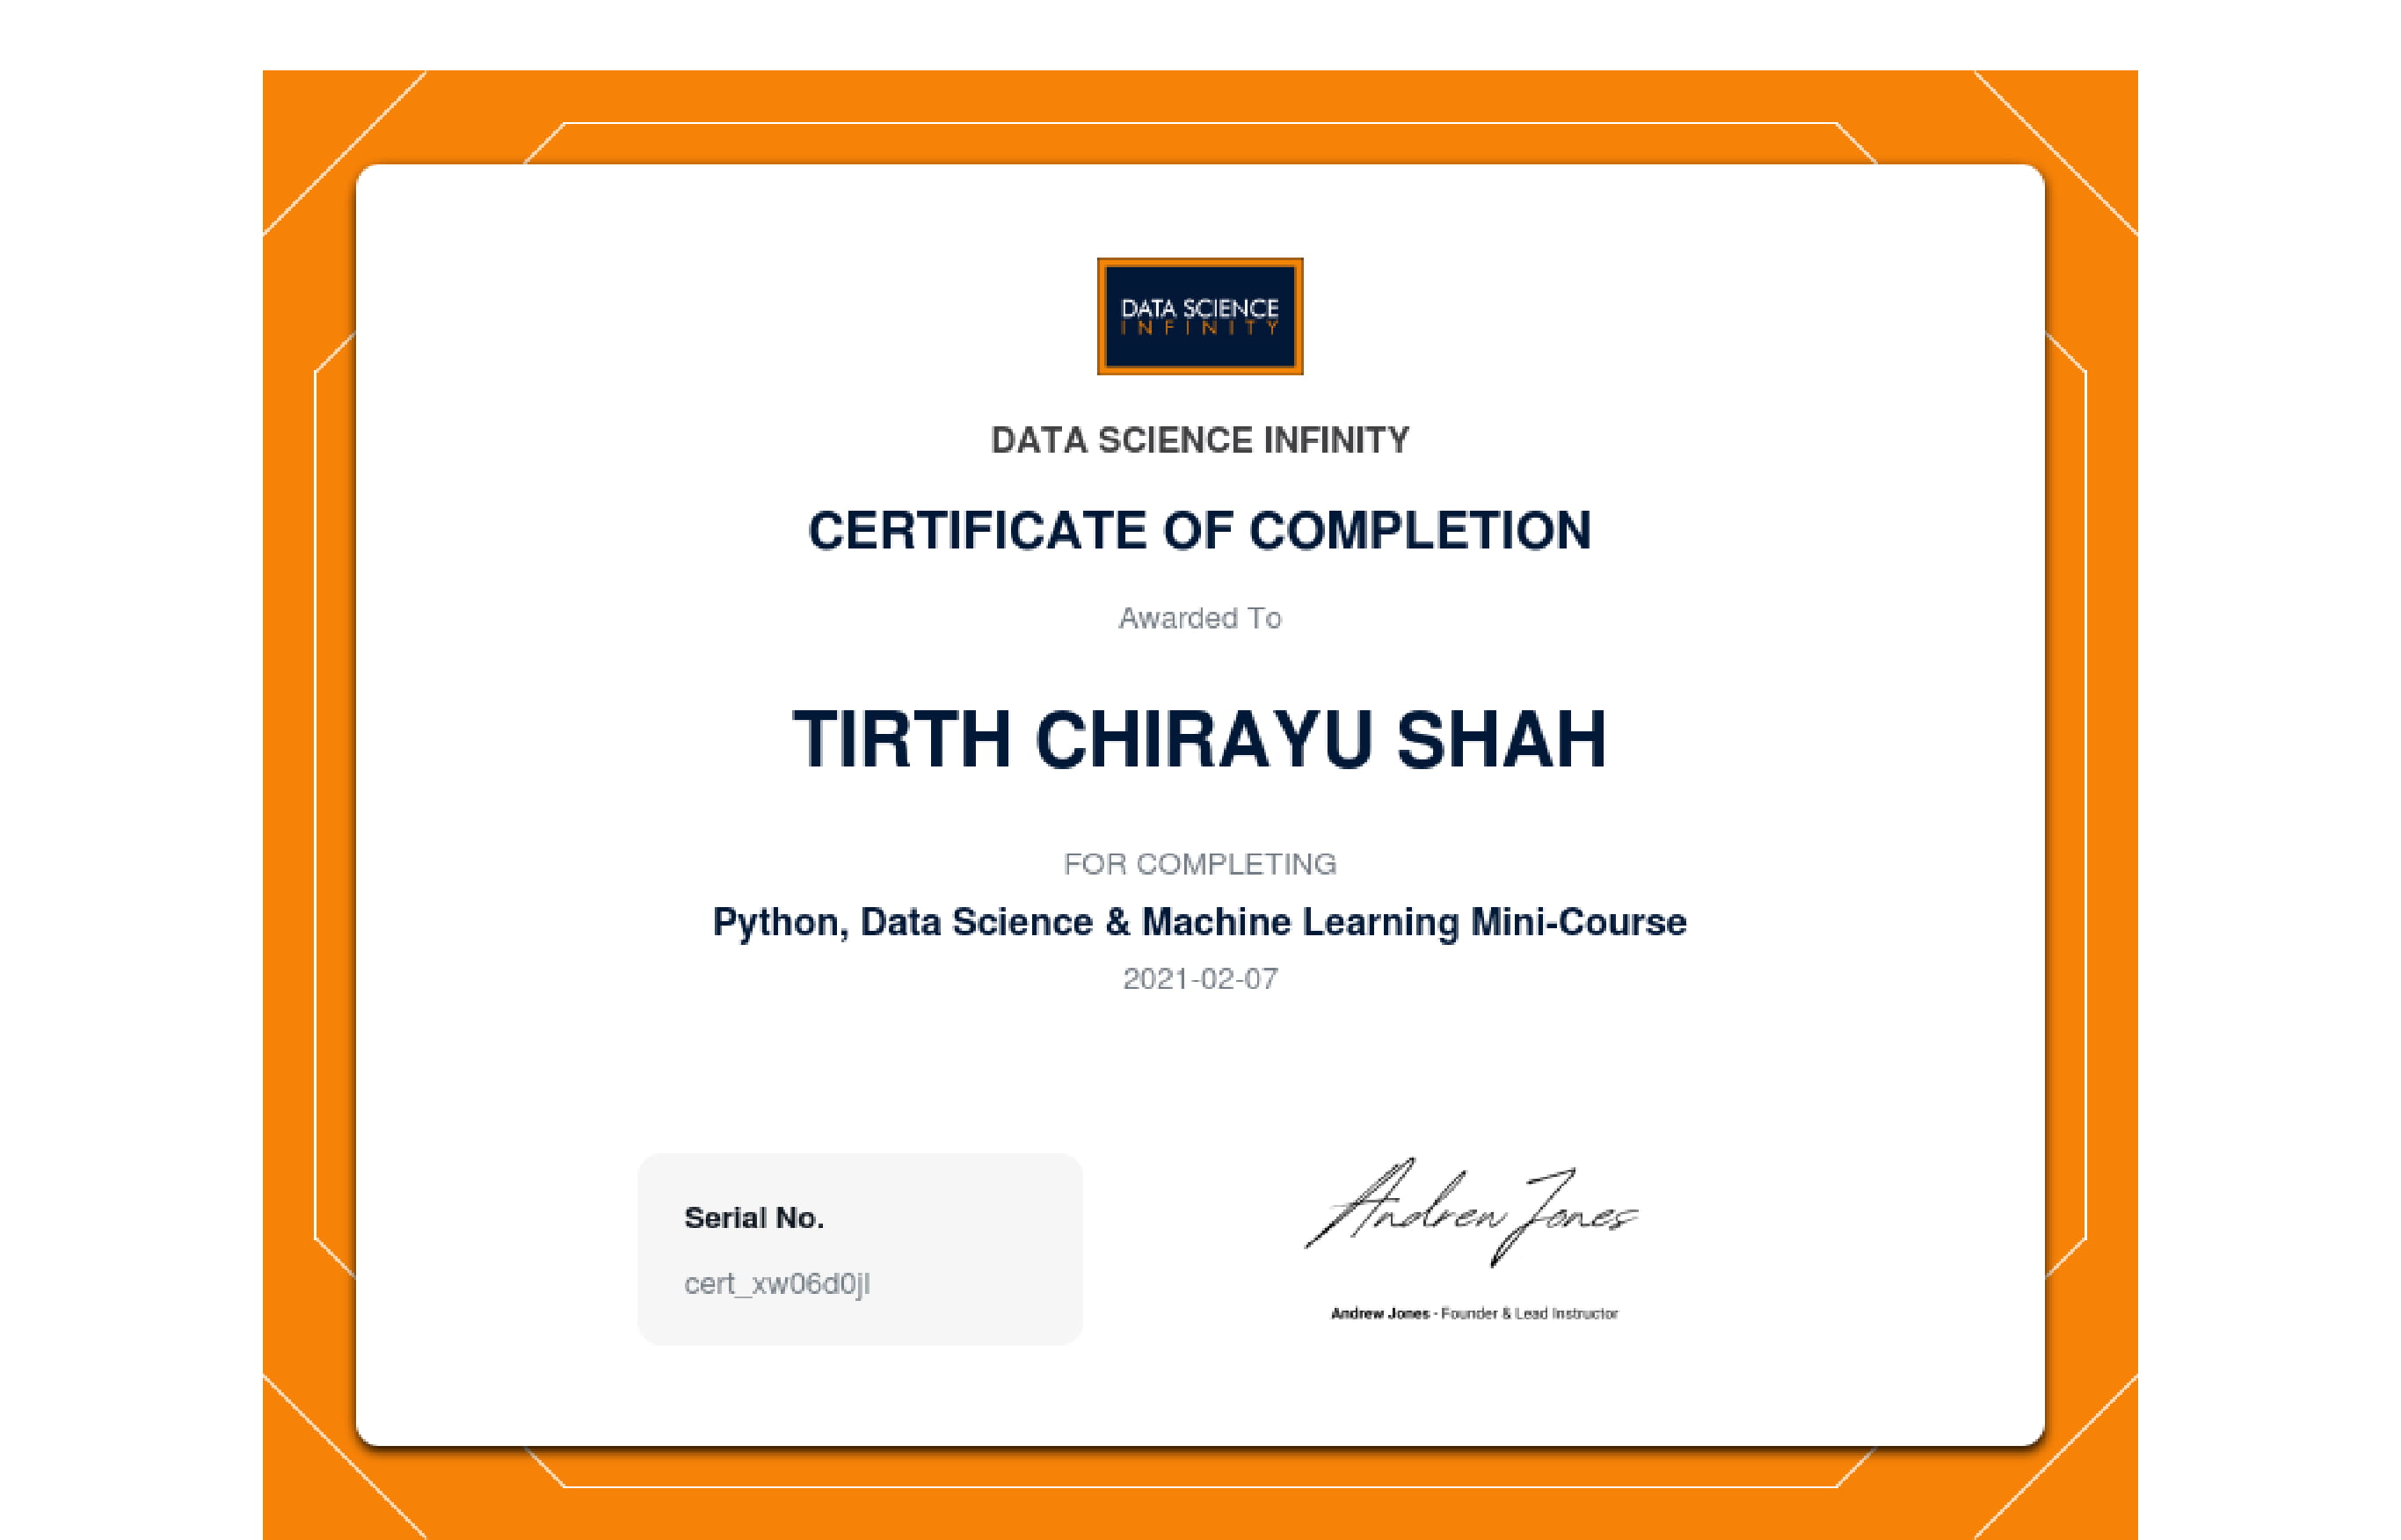 DATA SCIENCE
INFINITY
DATA SCIENCE INFINITY
CERTIFICATE OF COMPLETION
Awarded To
TIRTH CHIRAYU SHAH
FOR COMPLETING
Python, Data Science & Machine Learning Mini-Course
2021-02-07
Serial No.
cert_xw06d0jl
Andrew Jones
Andrew Jones - Founder & Lead Instructor